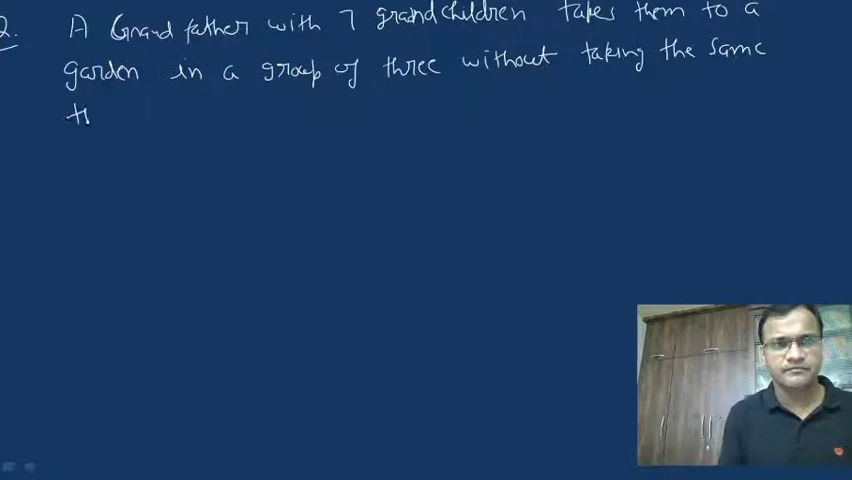 2. A Grand father with 7 grandchildren takes them to a
garden in a group of three without taking the same